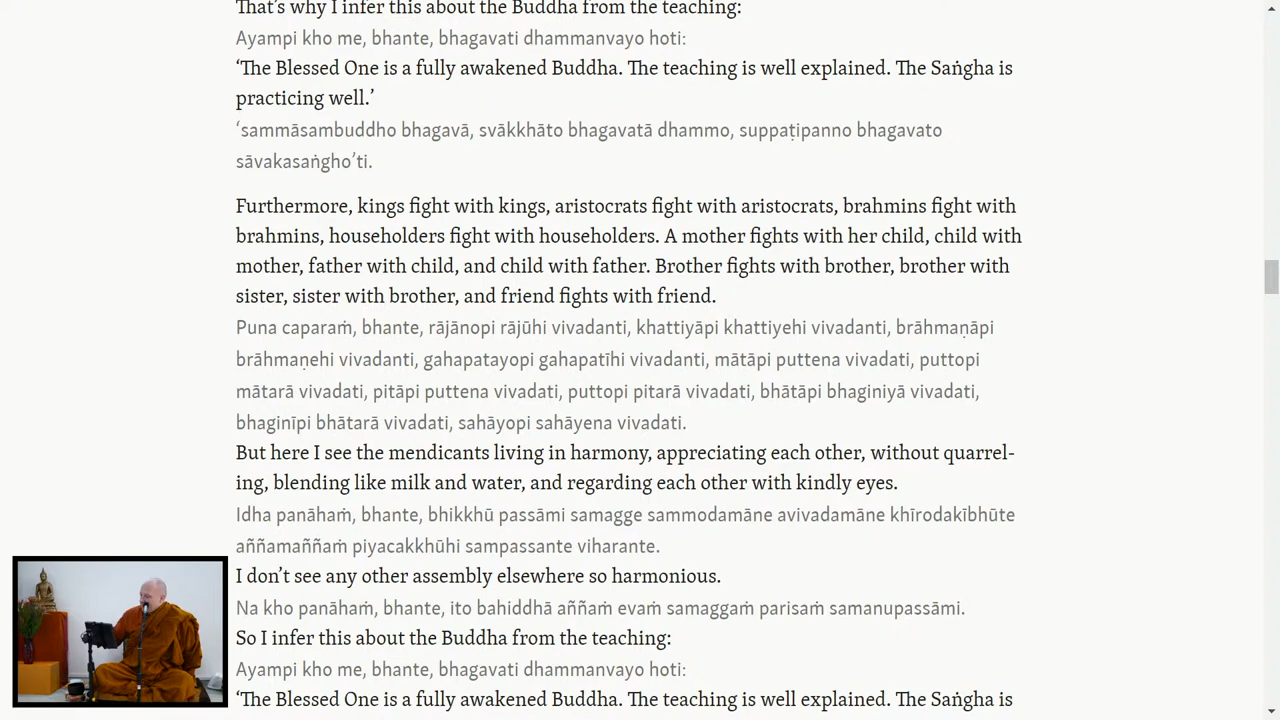 That’s why I infer this about the Buddha from the teaching:
Ayampi kho me, bhante, bhagavati dhammanvayo hoti:
‘The Blessed One is a fully awakened Buddha. The teaching is well explained. The Saṅgha is
practicing well.’
‘sammāsambuddho bhagavā, svākkhāto bhagavatā dhammo, suppaṭipanno bhagavato
sāvakasaṅgho’ti.
Furthermore, kings fight with kings, aristocrats fight with aristocrats, brahmins fight with
brahmins, householders fight with householders. A mother fights with her child, child with
mother, father with child, and child with father. Brother fights with brother, brother with
sister, sister with brother, and friend fights with friend.
Puna caparaṁ, bhante, rājānopi rājūhi vivadanti, khattiyāpi khattiyehi vivadanti, brāhmaṇāpi
brāhmaṇehi vivadanti, gahapatayopi gahapatīhi vivadanti, mātāpi puttena vivadati, puttopi
mātarā vivadati, pitāpi puttena vivadati, puttopi pitarā vivadati, bhātāpi bhaginiyā vivadati,
bhaginīpi bhātarā vivadati, sahāyopi sahāyena vivadati.
But here I see the mendicants living in harmony, appreciating each other, without quarrel-
ing, blending like milk and water, and regarding each other with kindly eyes.
Idha panāhaṁ, bhante, bhikkhū passāmi samagge sammodamāne avivadamāne khīrodakībhūte
aññamaññaṁ piyacakkhūhi sampassante viharante.
I don’t see any other assembly elsewhere so harmonious.
Na kho panāhaṁ, bhante, ito bahiddhā aññaṁ evaṁ samaggaṁ parisaṁ samanupassāmi.
So I infer this about the Buddha from the teaching:
Ayampi kho me, bhante, bhagavati dhammanvayo hoti:
‘The Blessed One is a fully awakened Buddha. The teaching is well explained. The Saṅgha is